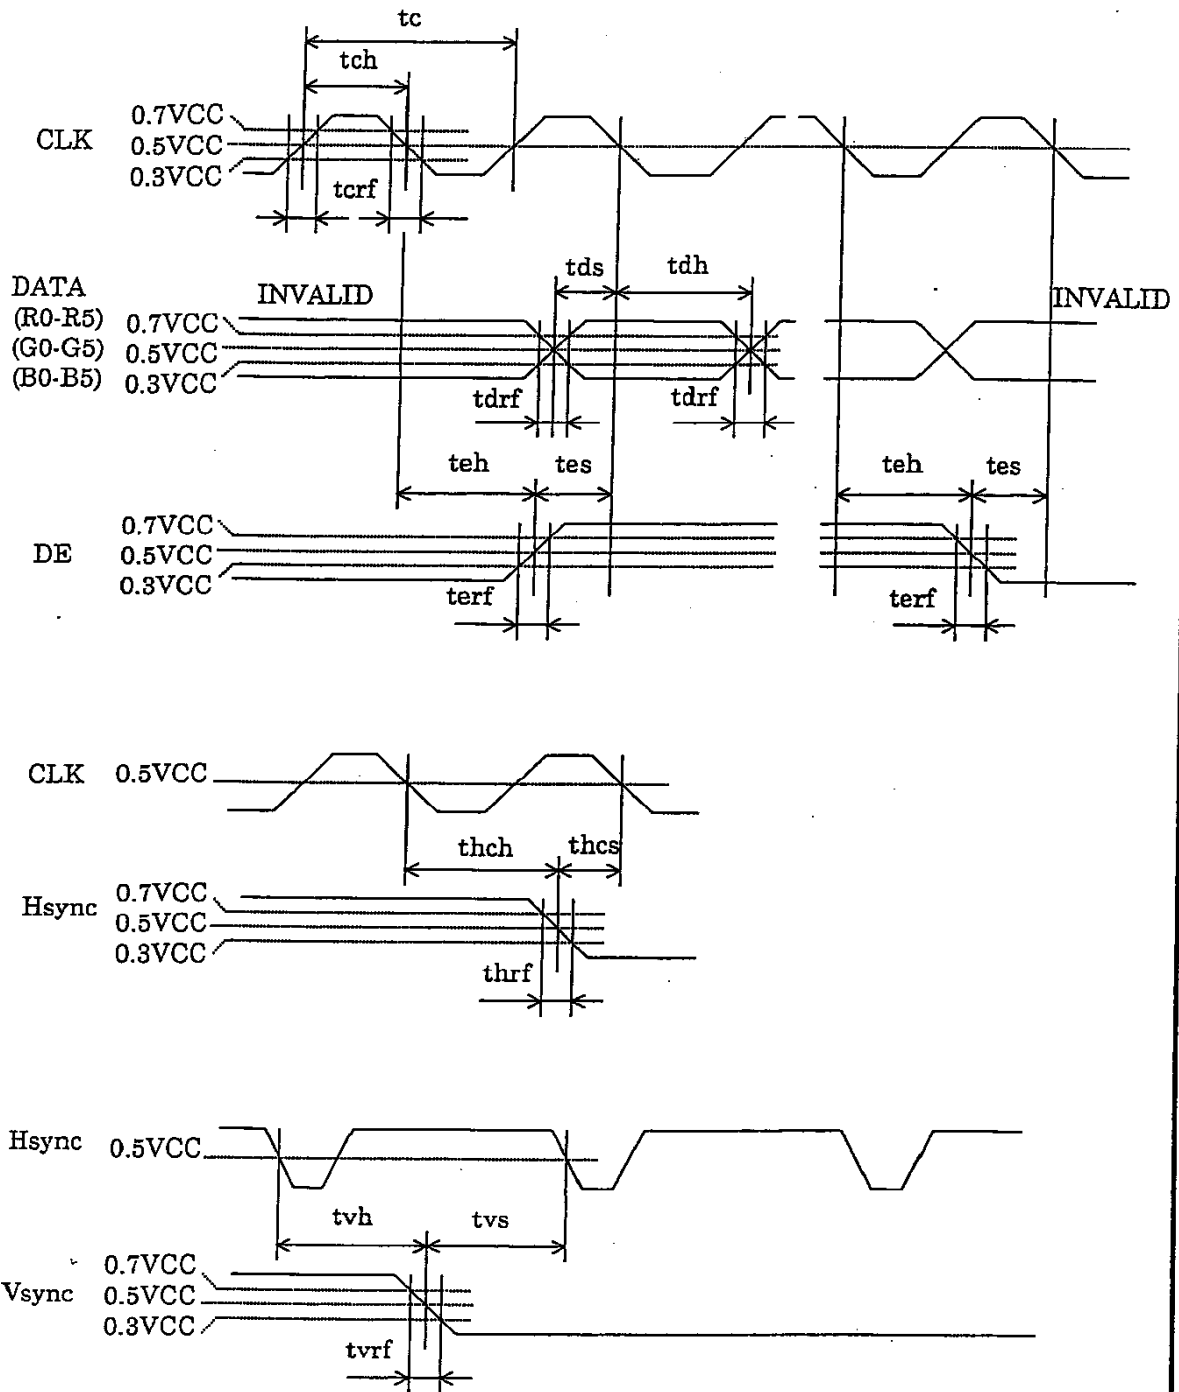 tc
tch
CLK
0.7VCC
0.5VCC
0.3VCC
tcrf
DATA
(R0-R5)
(G0-G5)
(B0-B5)
INVALID
0.7VCC
0.5VCC
0.3VCC
tds
tdh
INVALID
tdrf
tdrf
teh
tes
teh
tes
DE
0.7VCC
0.5VCC
0.3VCC
terf
terf
CLK
0.5VCC
thch
thcs
Hsync
0.7VCC
0.5VCC
0.3VCC
thrf
Hsync
0.5VCC
tvh
tvs
Vsync
0.7VCC
0.5VCC
0.3VCC
tvrf